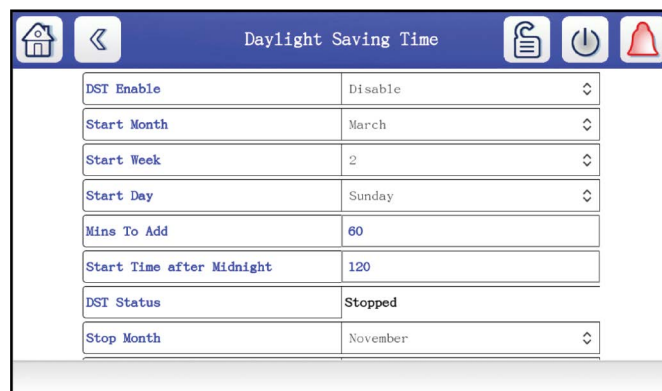 Daylight Saving Time
DST Enable Disable
Start Month March
Start Week 2
Start Day Sunday
Mins To Add 60
Start Time after Midnight 120
DST Status Stopped
Stop Month November